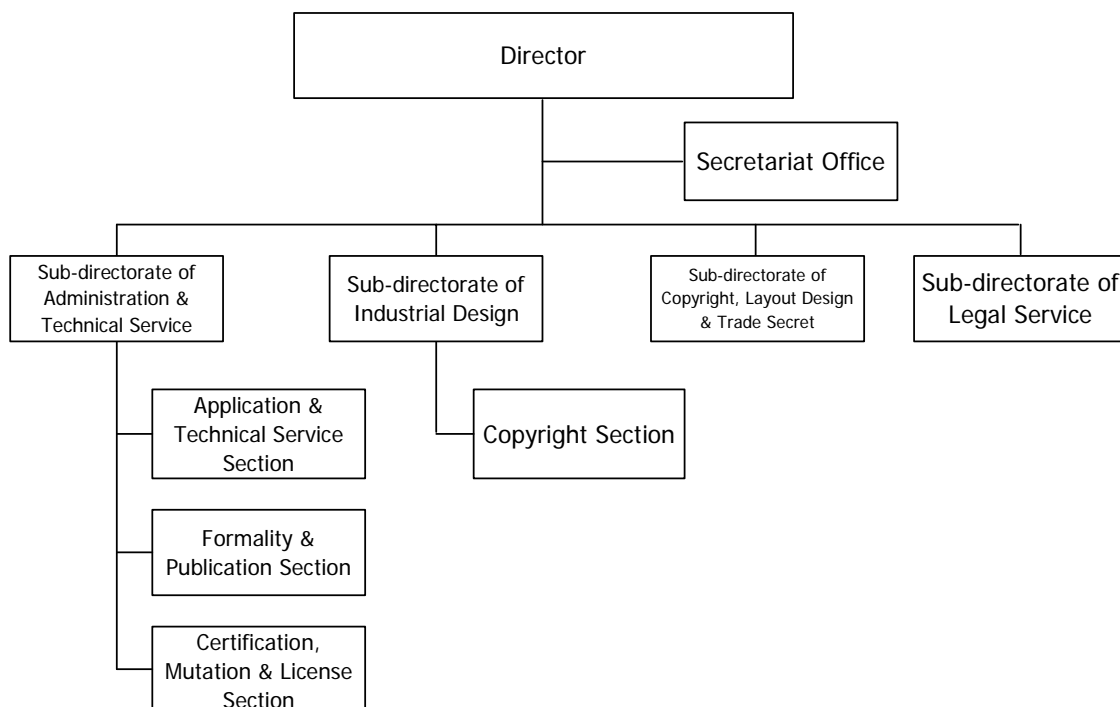 Director
Secretariat Office
Sub-directorate of
Administration &
Technical Service
Sub-directorate of
Industrial Design
Sub-directorate of
Copyright, Layout Design
& Trade Secret
Sub-directorate of
Legal Service
Application &
Technical Service
Section
Copyright Section
Formality &
Publication Section
Certification,
Mutation & License
Section